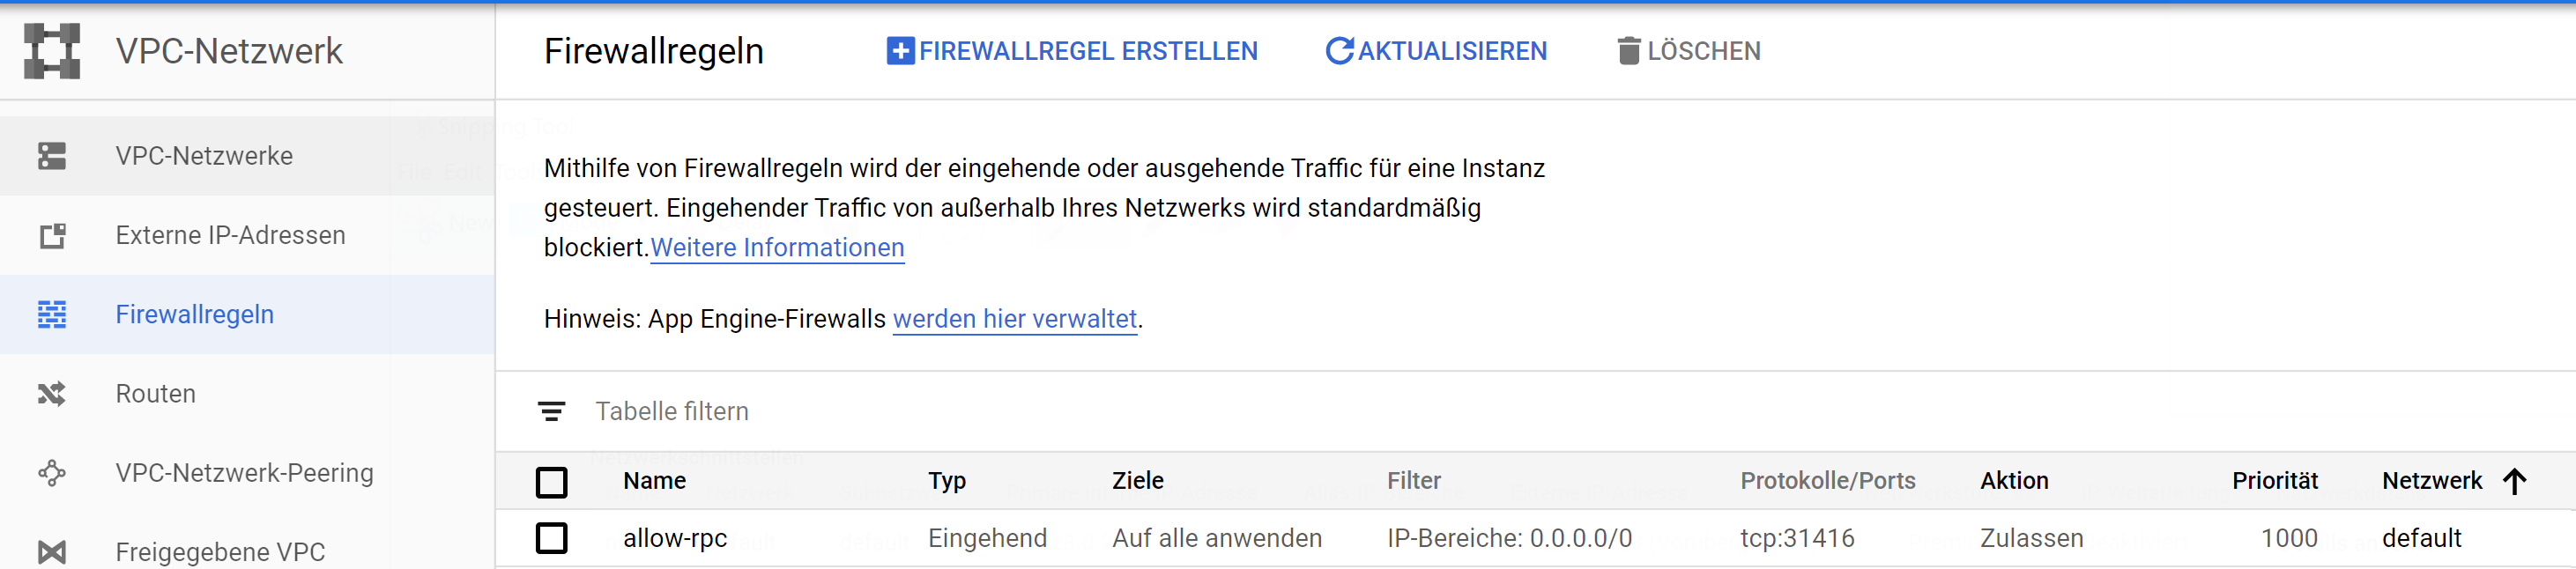 VPC-Netzwerk
Firewallregeln
FIREWALLREGEL ERSTELLEN
AKTUALISIEREN
LÖSCHEN
VPC-Netzwerke
Externe IP-Adressen
Firewallregeln
Routen
VPC-Netzwerk-Peering
Freigegebene VPC
Mithilfe von Firewallregeln wird der eingehende oder ausgehende Traffic für eine Instanz
gesteuert. Eingehender Traffic von außerhalb Ihres Netzwerks wird standardmäßig
blockiert.Weitere Informationen
Hinweis: App Engine-Firewalls werden hier verwaltet.
Tabelle filtern
Name Typ Ziele Filter Protokolle/Ports Aktion Priorität Netzwerk
allow-rpc Eingehend Auf alle anwenden IP-Bereiche: 0.0.0.0/0 tcp:31416 Zulassen 1000 default